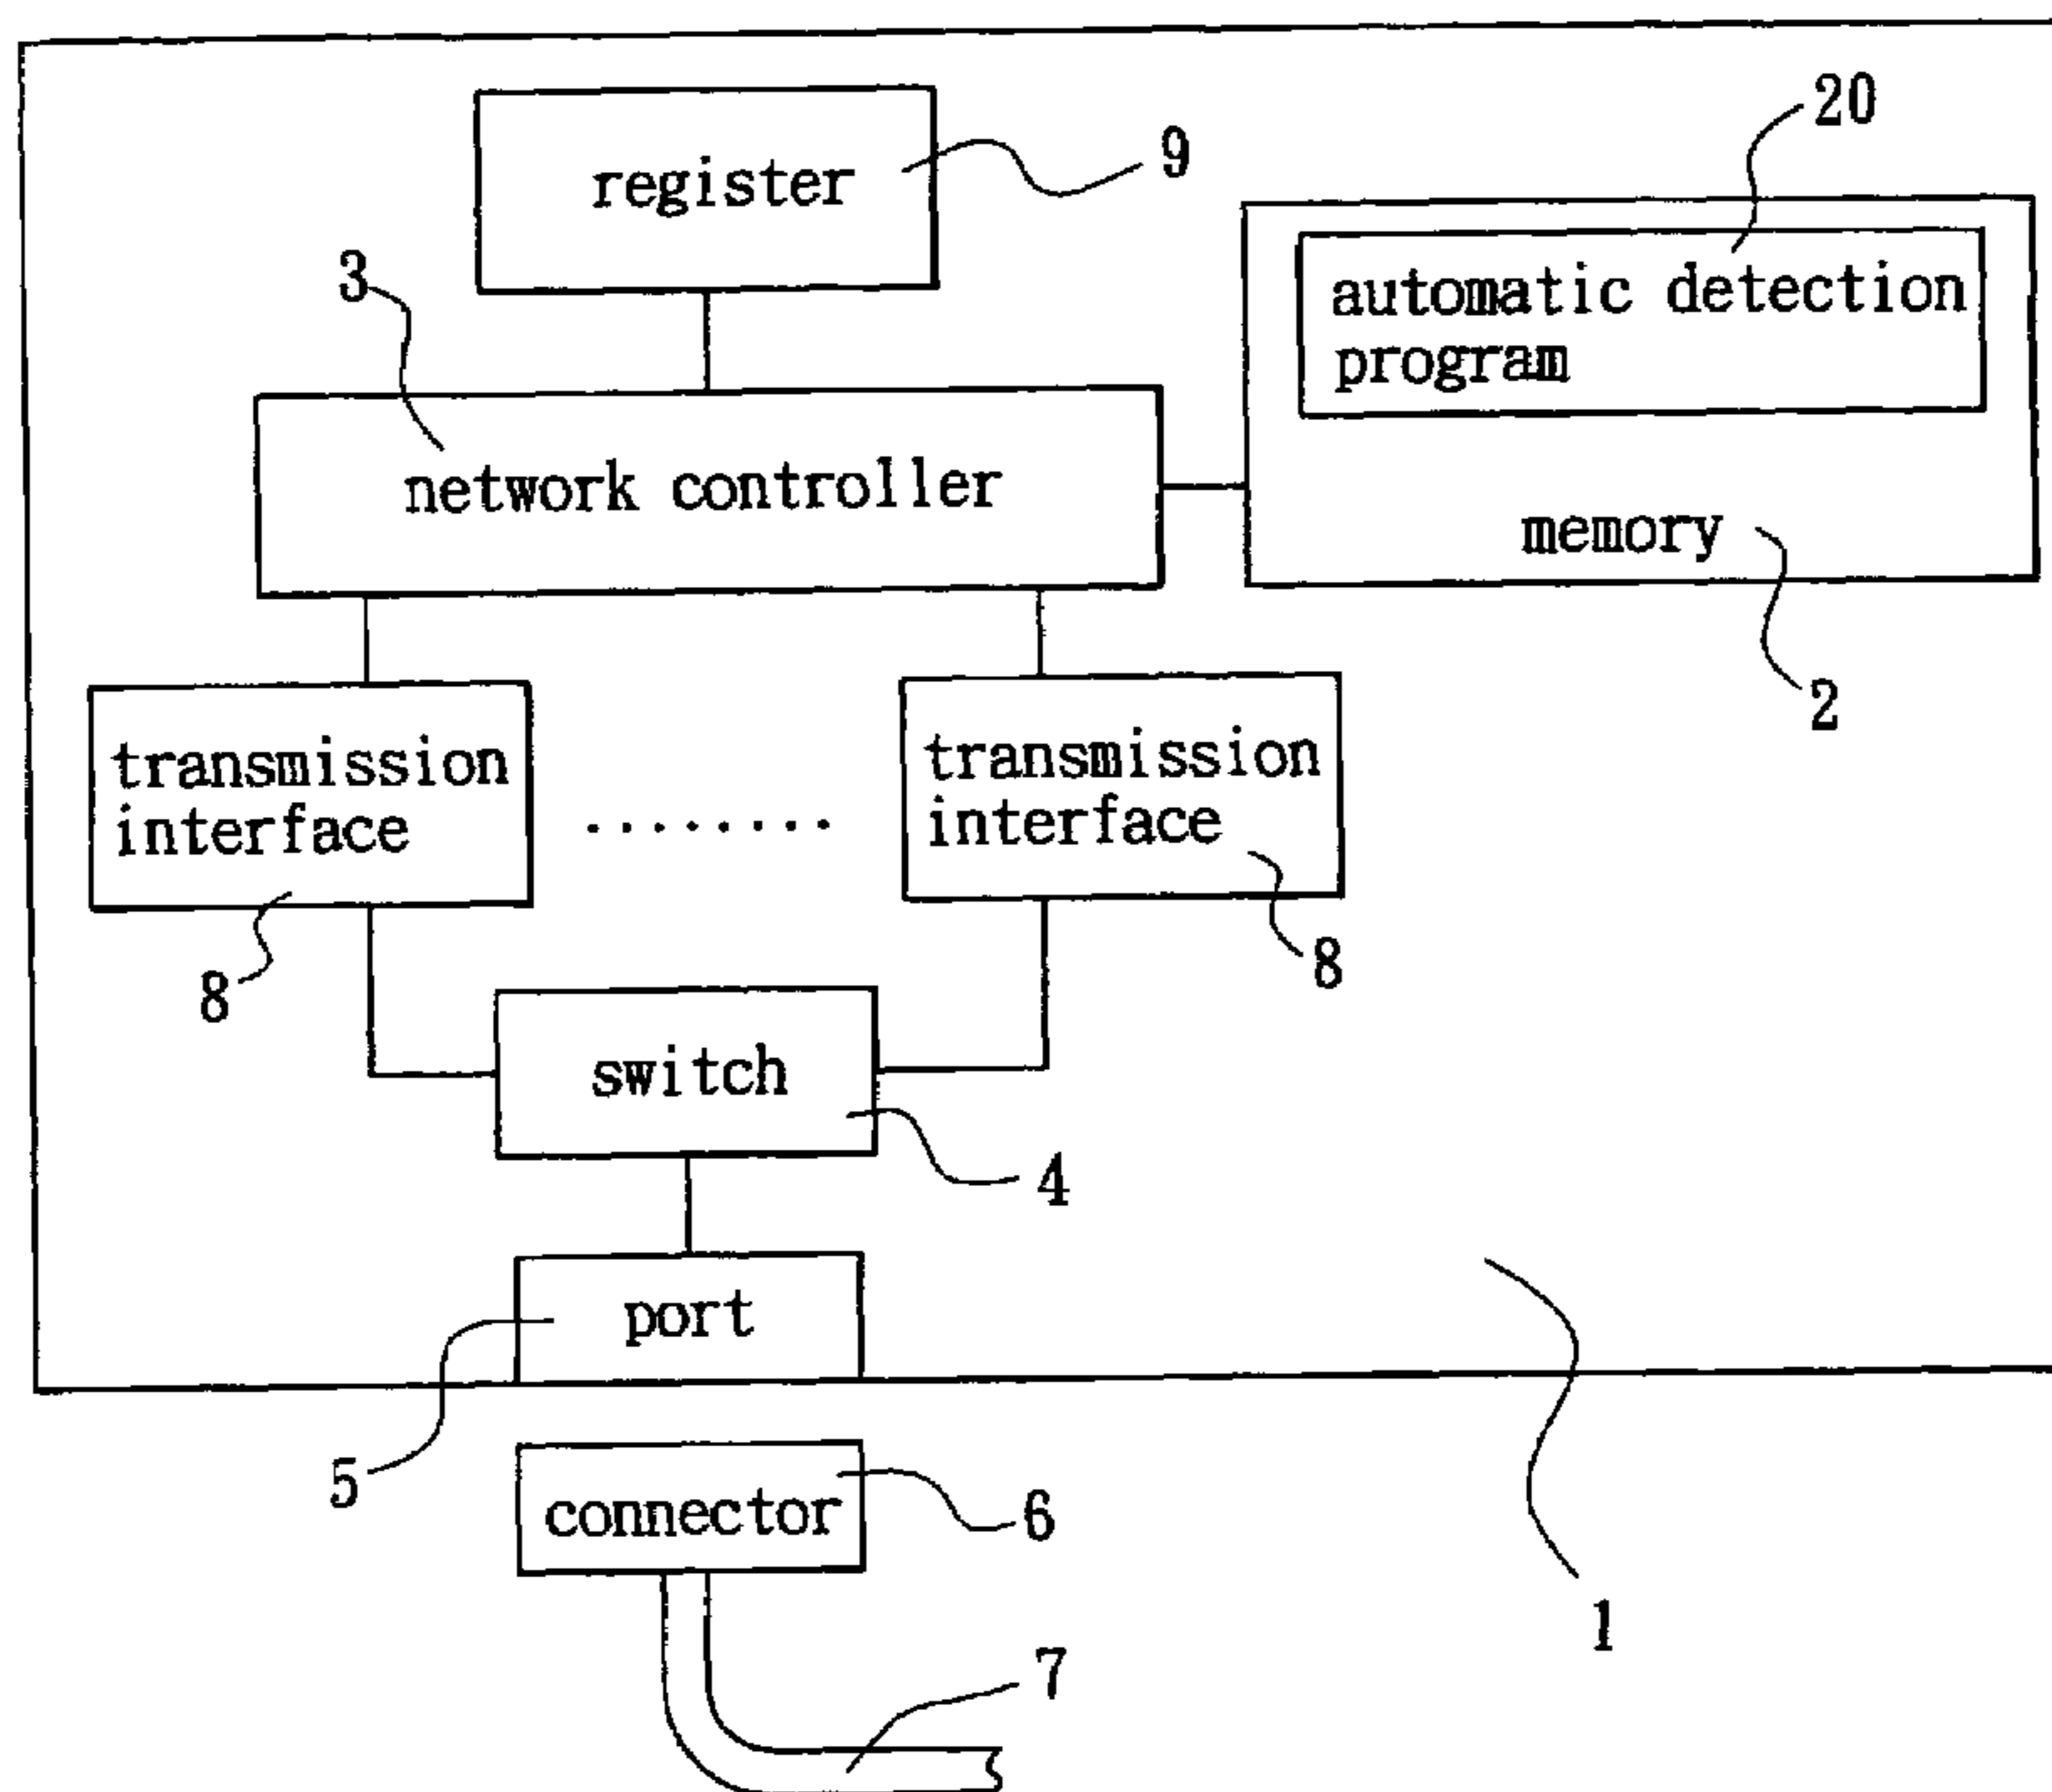 20
register
9
automatic detection
program
3
network controller
memory
2
transmission
interface
........
transmission
interface
8
8
switch
4
port
5
connector
6
1
7